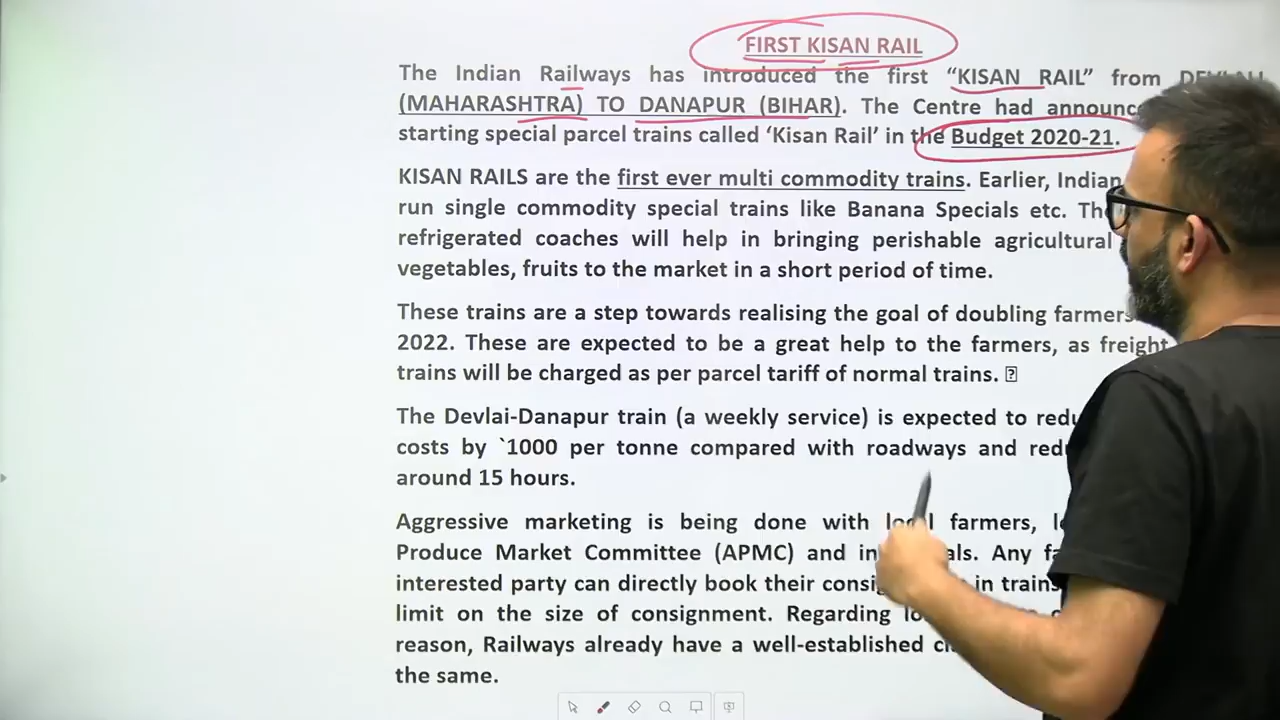 FIRST KISAN RAIL
The Indian Railways has introduced the first “KISAN RAIL” from
(MAHARASHTRA) TO DANAPUR (BIHAR). The Centre had
starting special parcel trains called ‘Kisan Rail’ in the Budget 2020-21.
KISAN RAILS are the first ever multi commodity trains. Earlier, Indian
run single commodity special trains like Banana Specials etc.
refrigerated coaches will help in bringing perishable agricultural
vegetables, fruits to the market in a short period of time.
These trains are a step towards realising the goal of doubling farmers
2022. These are expected to be a great help to the farmers, as freight
trains will be charged as per parcel tariff of normal trains.
The Devlai-Danapur train (a weekly service) is expected to
costs by `1000 per tonne compared with roadways and
around 15 hours.
Aggressive marketing is being done with local farmers,
Produce Market Committee (APMC) and Any
interested party can directly book their in trains
limit on the size of consignment. Regarding
reason, Railways already have a well-established
the same.